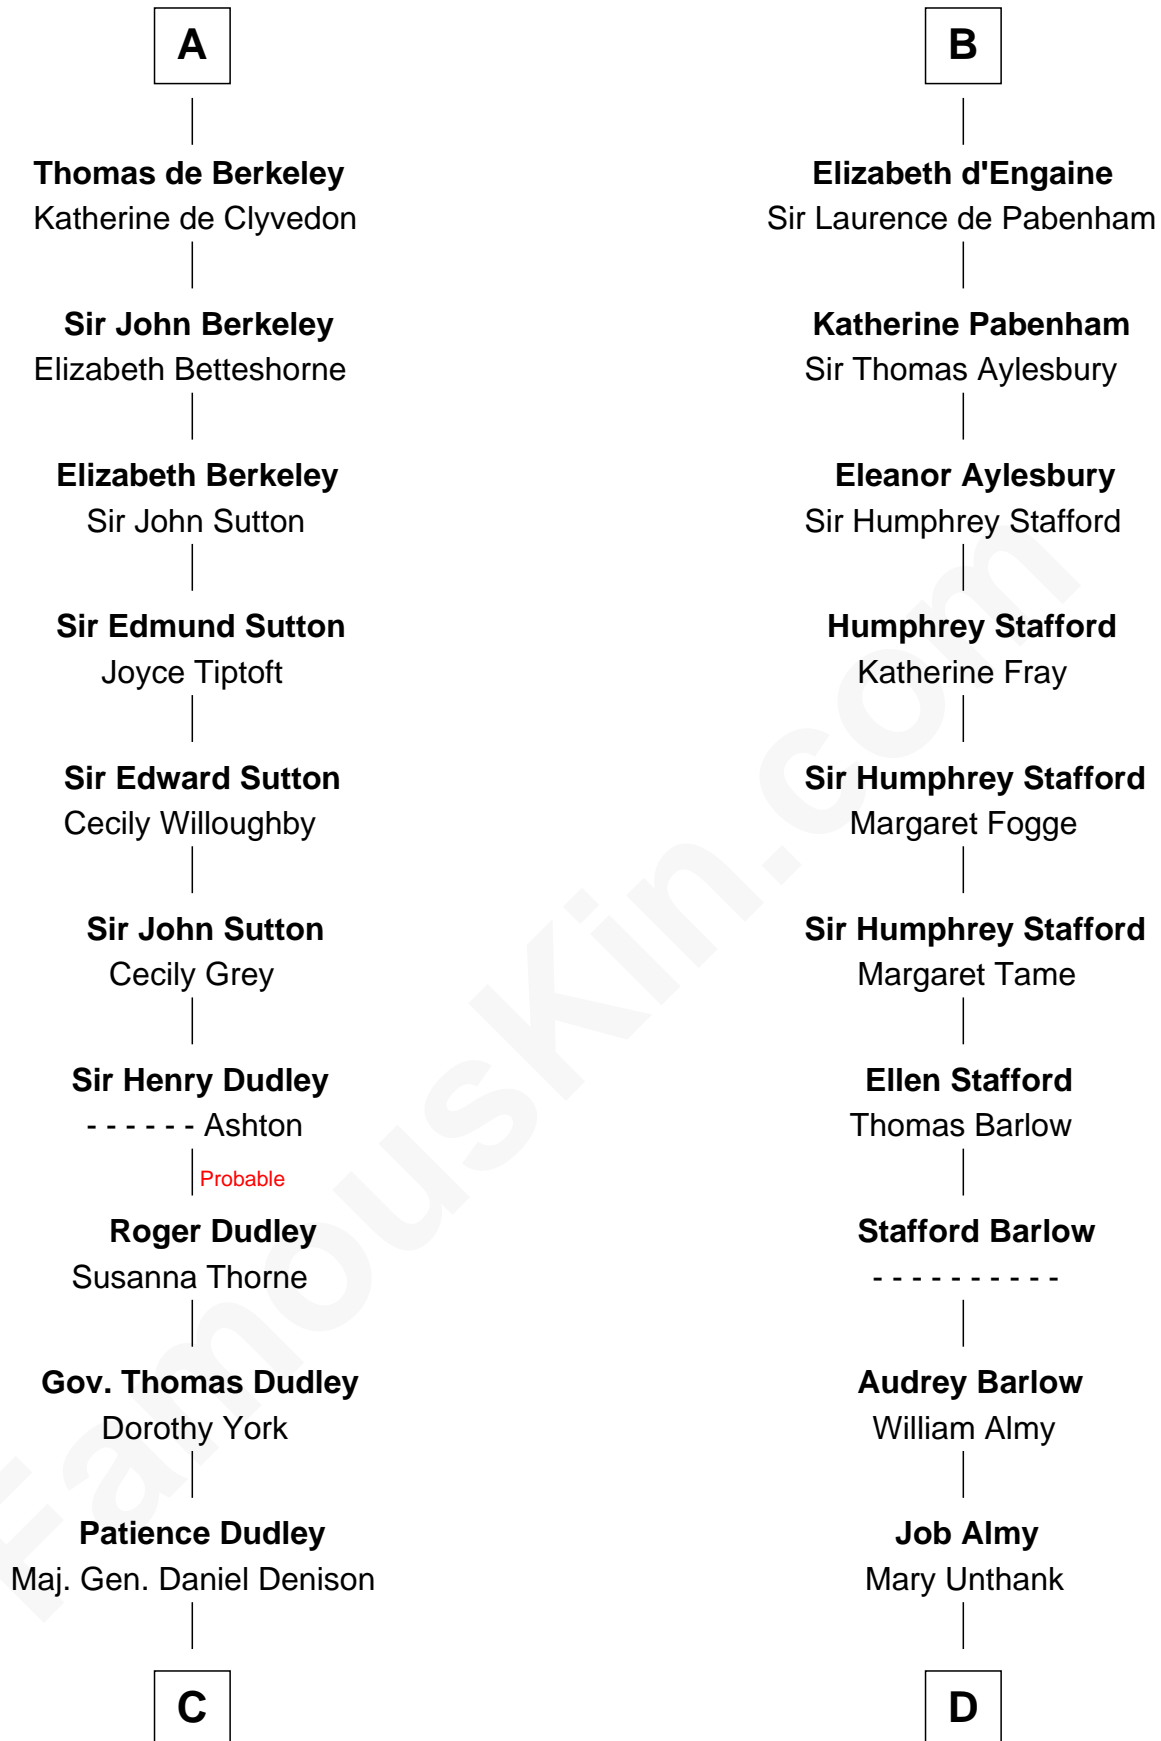 A
B
Thomas de Berkeley
Katherine de Clyvedon
Elizabeth d'Engaine
Sir Laurence de Pabenham
Sir John Berkeley
Elizabeth Betteshorne
Katherine Pabenham
Sir Thomas Aylesbury
Elizabeth Berkeley
Sir John Sutton
Eleanor Aylesbury
Sir Humphrey Stafford
Sir Edmund Sutton
Joyce Tiptoft
Humphrey Stafford
Katherine Fray
Sir Edward Sutton
Cecily Willoughby
Sir Humphrey Stafford
Margaret Fogge
Sir John Sutton
Cecily Grey
Sir Humphrey Stafford
Margaret Tame
Sir Henry Dudley
- - - - - - Ashton
Probable
Ellen Stafford
Thomas Barlow
Roger Dudley
Susanna Thorne
Stafford Barlow
- - - - - - - - - -
Gov. Thomas Dudley
Dorothy York
Audrey Barlow
William Almy
Patience Dudley
Maj. Gen. Daniel Denison
Job Almy
Mary Unthank
C
D
FamousKin.com